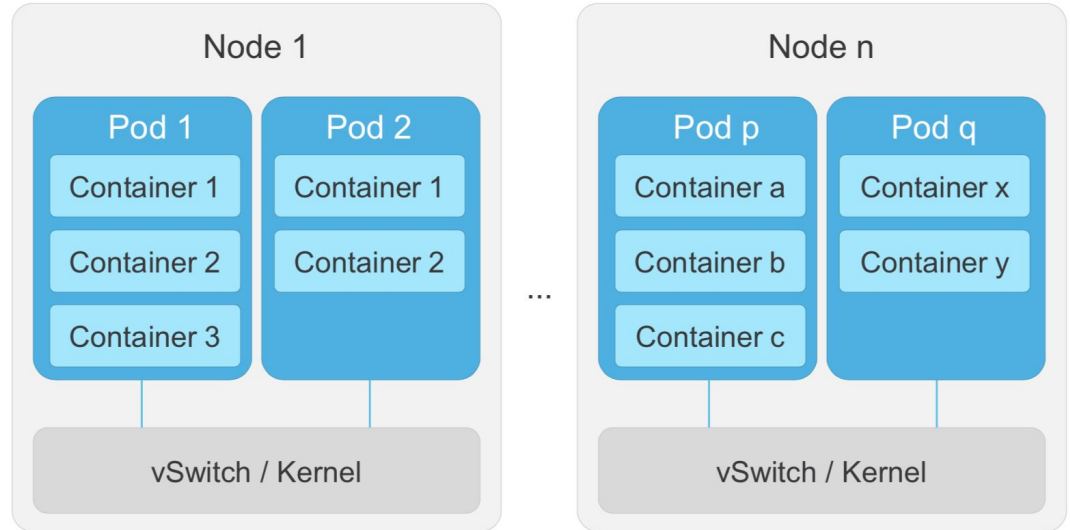 Node 1
Pod 1
Container 1
Container 2
Container 3
Pod 2
Container 1
Container 2
vSwitch / Kernel
...
Node n
Pod p
Container a
Container b
Container c
Pod q
Container x
Container y
vSwitch / Kernel